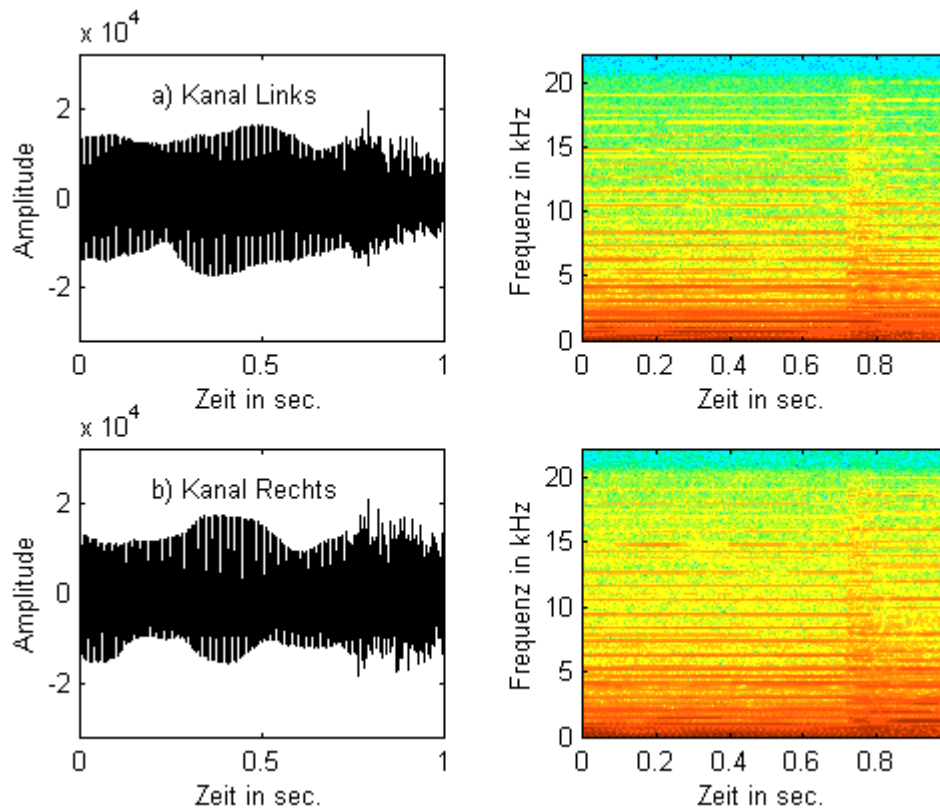 x 10^4
a) Kanal Links
Amplitude
2
0
-2
0 0.5 1
Zeit in sec.
Frequenz in kHz
20
15
10
5
0
0 0.2 0.4 0.6 0.8
Zeit in sec.
x 10^4
b) Kanal Rechts
Amplitude
2
0
-2
0 0.5 1
Zeit in sec.
Frequenz in kHz
20
15
10
5
0
0 0.2 0.4 0.6 0.8
Zeit in sec.